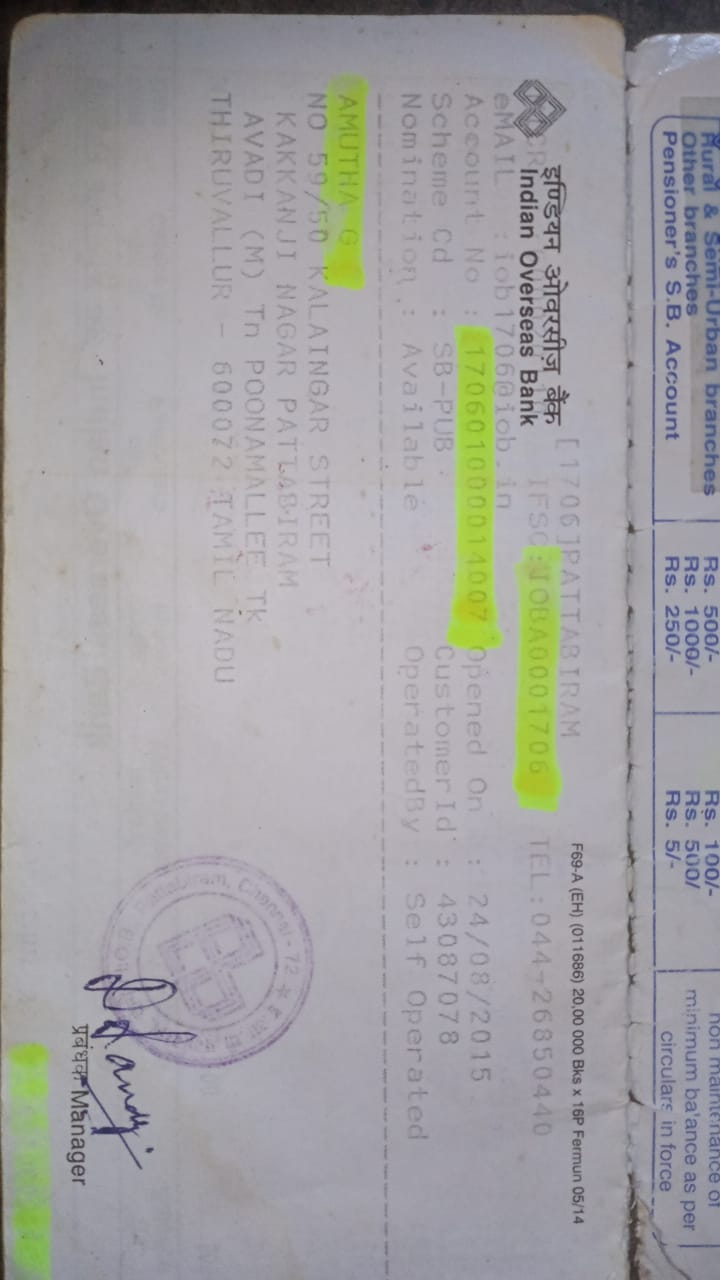 Rural & Semi-Urban branches Rs. 500/- Rs. 100/- non maintenance of
Other branches Rs. 1000/- Rs. 500/ minimum ba'ance as per
Pensioner's S.B. Account Rs. 250/- Rs. 5/- circulars in force
F69-A (EH) (011686) 20,00 000 Bks x 16P Fermun 05/14
इण्डियन ओवरसीज़ बैंक
Indian Overseas Bank
[1706]PATTABIRAM
IFSC:IOBA0001706 TEL:044-26850440
eMAIL : iob1706@iob.in
Account No : 170601000014007 Opened On : 24/08/2015
Scheme Cd : SB-PUB CustomerId : 43087078
Nomination : Available OperatedBy : Self Operated
AMUTHA G
NO 59/50 KALAINGAR STREET
KAKKANJI NAGAR PATTABIRAM
AVADI (M) Tn POONAMALLEE Tk
THIRUVALLUR - 600072 TAMIL NADU
Pattabiram, Chennai - 72
प्रबंधक Manager